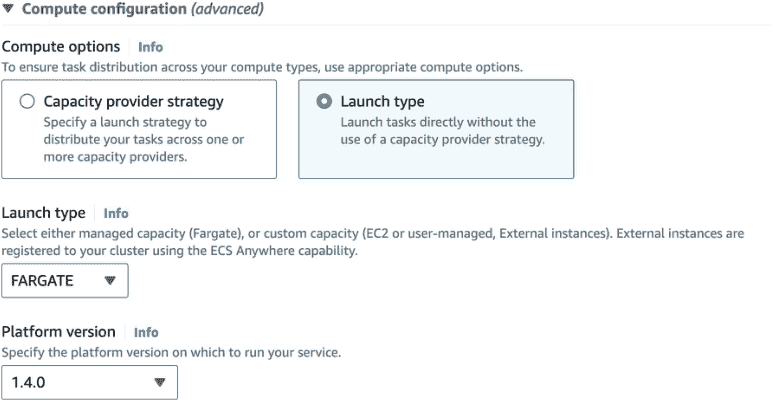 Compute configuration (advanced)
Compute options Info
To ensure task distribution across your compute types, use appropriate compute options.
Capacity provider strategy
Specify a launch strategy to
distribute your tasks across one or
more capacity providers.
Launch type
Launch tasks directly without the
use of a capacity provider strategy.
Launch type Info
Select either managed capacity (Fargate), or custom capacity (EC2 or user-managed, External instances). External instances are
registered to your cluster using the ECS Anywhere capability.
FARGATE
Platform version Info
Specify the platform version on which to run your service.
1.4.0